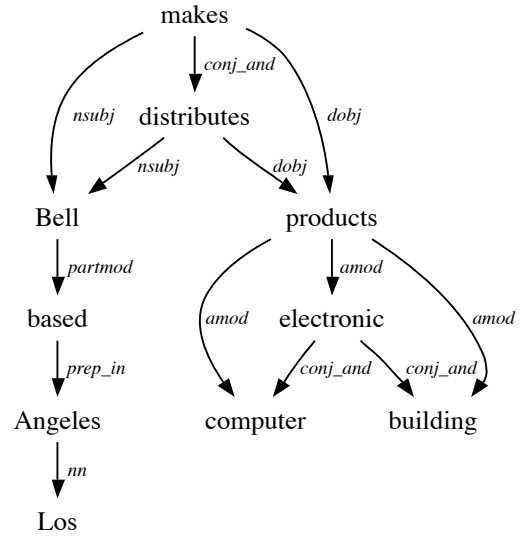 makes
conj_and
nsubj
distributes
dobj
nsubj
dobj
Bell
products
partmod
amod
based
amod
electronic
amod
prep_in
conj_and
conj_and
Angeles
computer
building
nn
Los